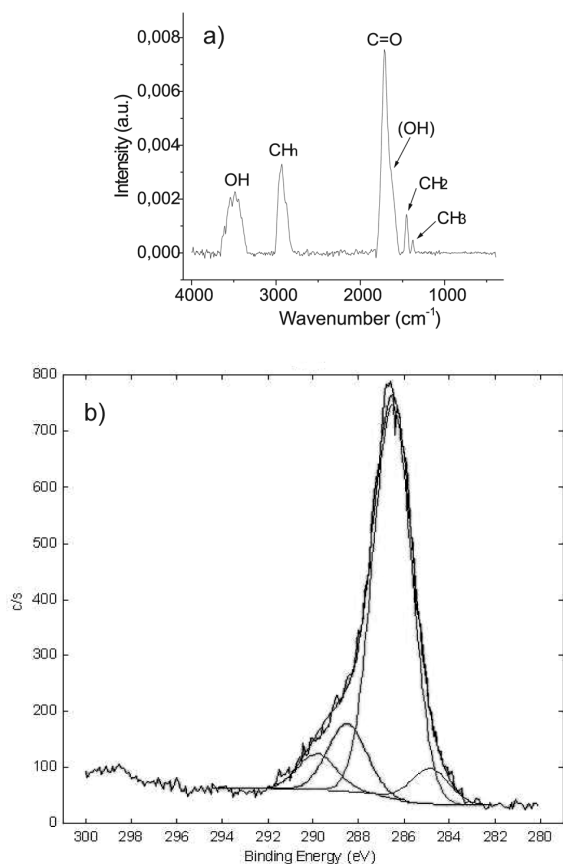 a)
0,008
0,006
0,004
0,002
0,000
Intensity (a.u.)
OH
CHn
C=O
(OH)
CH2
CH3
4000 3000 2000 1000
Wavenumber (cm-1)
b)
800
700
600
500
400
300
200
100
0
c/s
300 298 296 294 292 290 288 286 284 282 280
Binding Energy (eV)